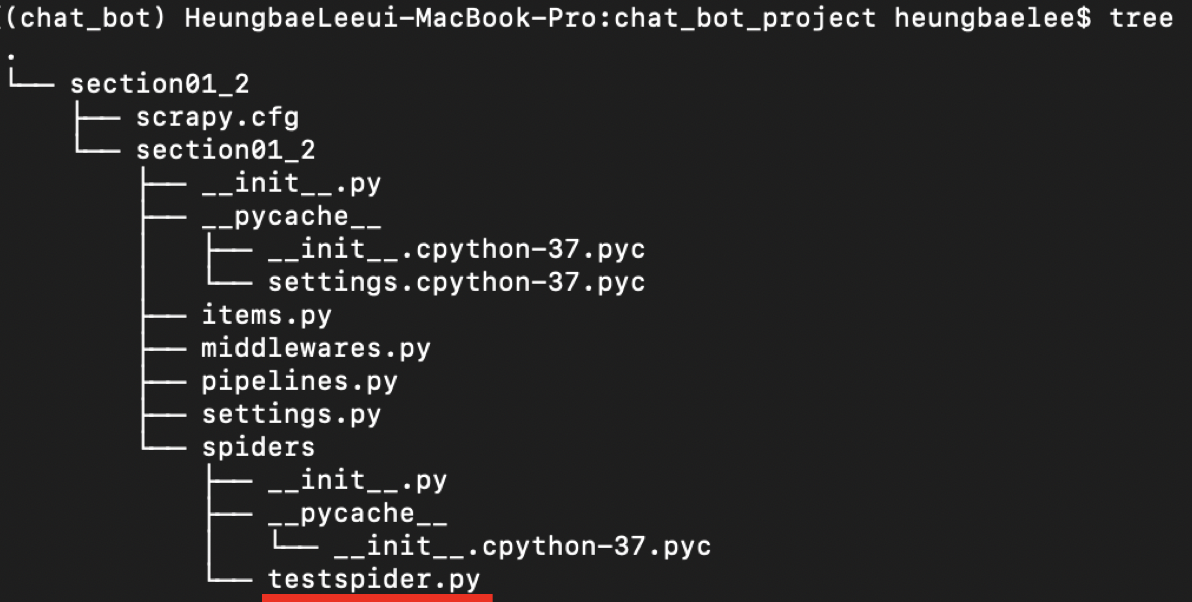 ((chat_bot) HeungbaeLeeui-MacBook-Pro:chat_bot_project heungbaelee$ tree
.
└── section01_2
    ├── scrapy.cfg
    └── section01_2
        ├── __init__.py
        ├── __pycache__
        │   ├── __init__.cpython-37.pyc
        │   └── settings.cpython-37.pyc
        ├── items.py
        ├── middlewares.py
        ├── pipelines.py
        ├── settings.py
        └── spiders
            ├── __init__.py
            ├── __pycache__
            │   └── __init__.cpython-37.pyc
            └── testspider.py